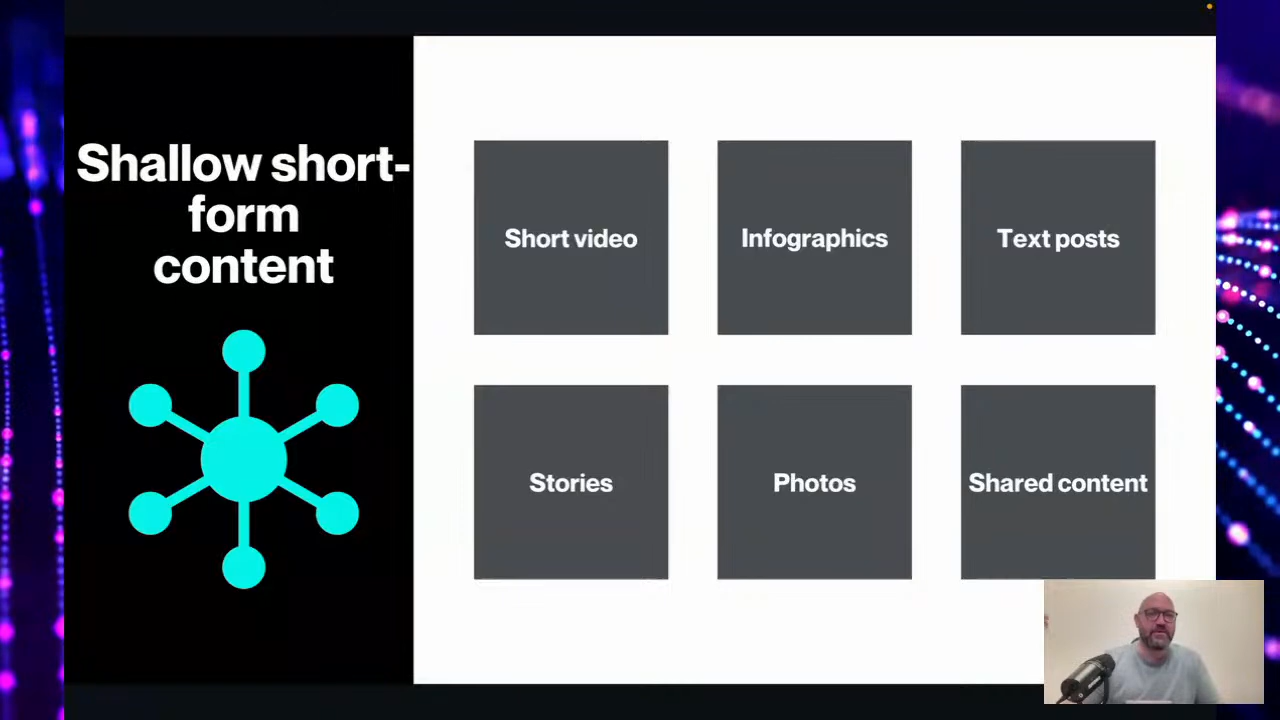 Shallow short-
form
content
Short video
Infographics
Text posts
Stories
Photos
Shared content